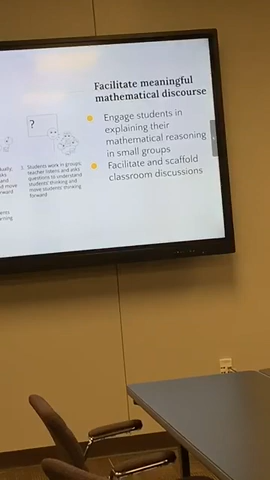 Facilitate meaningful
mathematical discourse
Engage students in
explaining their
mathematical reasoning
in small groups
Facilitate and scaffold
classroom discussions
?
3. Students work in groups,
teacher listens and asks
questions to understand
students' thinking and
move students' thinking
forward